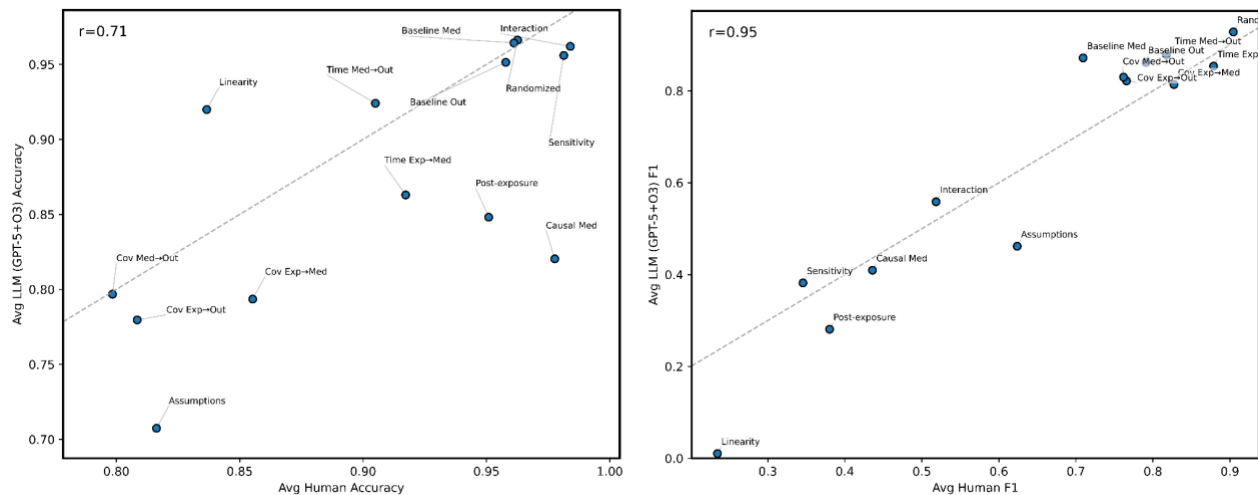 r=0.71
Baseline Med
Interaction
Time Med→Out
Linearity
Baseline Out
Randomized
Sensitivity
Time Exp→Med
Post-exposure
Causal Med
Cov Med→Out
Cov Exp→Med
Cov Exp→Out
Assumptions
0.95
0.90
0.85
0.80
0.75
0.70
0.80
0.85
0.90
0.95
1.00
Avg LLM (GPT-5+O3) Accuracy
Avg Human Accuracy
r=0.95
Rand
Baseline Med
Time Med→Out
Baseline Out
Time Exp
Cov Med→Out
Cov Exp→Med
Cov Exp→Out
Interaction
Assumptions
Sensitivity
Causal Med
Post-exposure
Linearity
0.8
0.6
0.4
0.2
0.0
0.3
0.4
0.5
0.6
0.7
0.8
0.9
Avg LLM (GPT-5+O3) F1
Avg Human F1